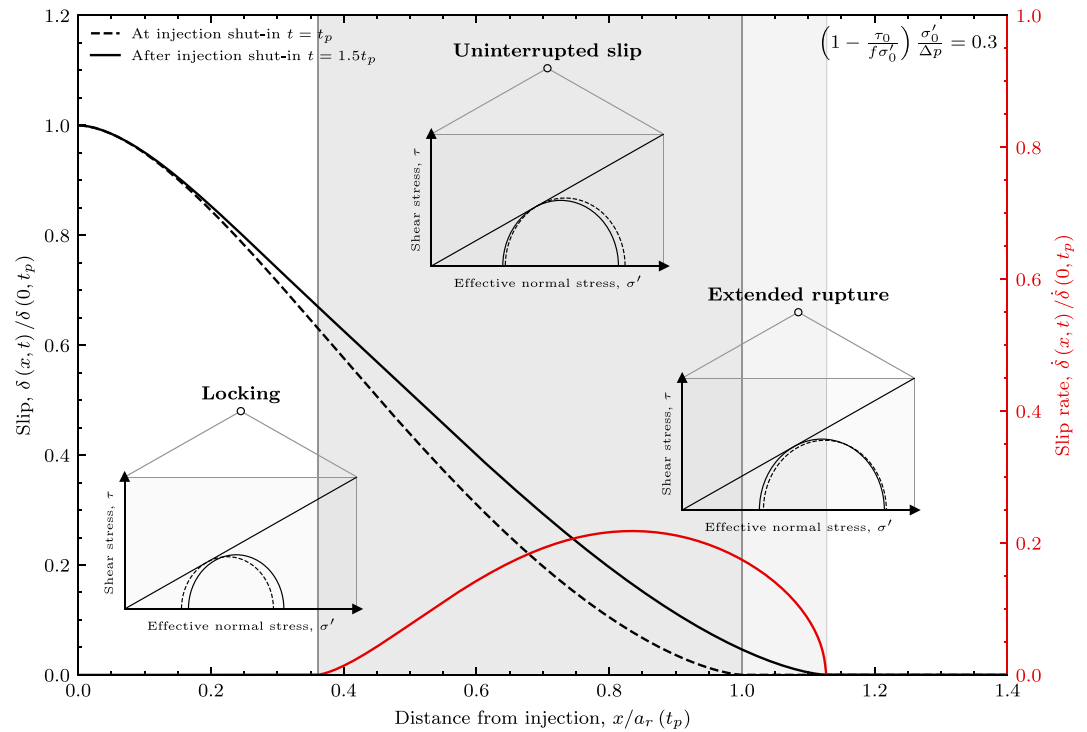 At injection shut-in t = t_p
After injection shut-in t = 1.5t_p
(1 − τ_0/(fσ′_0)) σ′_0/Δp = 0.3
Uninterrupted slip
Shear stress, τ
Effective normal stress, σ′
Extended rupture
Shear stress, τ
Effective normal stress, σ′
Locking
Shear stress, τ
Effective normal stress, σ′
Slip, δ (x, t) /δ (0, t_p)
1.2
1.0
0.8
0.6
0.4
0.2
0.0
Slip rate, δ̇ (x, t) /δ̇ (0, t_p)
1.0
0.8
0.6
0.4
0.2
0.0
0.0 0.2 0.4 0.6 0.8 1.0 1.2 1.4
Distance from injection, x/a_r (t_p)